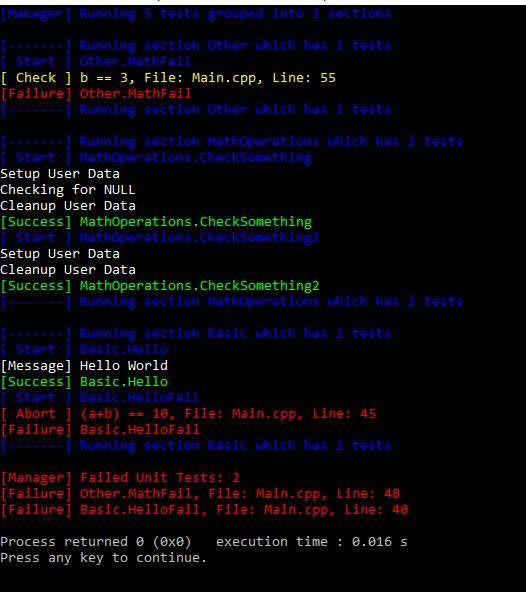 [Manager] Running 5 tests grouped into 3 sections
[-------] Running section Other which has 1 tests
[ Start ] Other.MathFail
[ Check ] b == 3, File: Main.cpp, Line: 55
[Failure] Other.MathFail
[-------] Running section Other which has 1 tests
[-------] Running section MathOperations which has 2 tests
[ Start ] MathOperations.CheckSomething
Setup User Data
Checking for NULL
Cleanup User Data
[Success] MathOperations.CheckSomething
[ Start ] MathOperations.CheckSomething2
Setup User Data
Cleanup User Data
[Success] MathOperations.CheckSomething2
[-------] Running section MathOperations which has 2 tests
[-------] Running section Basic which has 2 tests
[ Start ] Basic.Hello
[Message] Hello World
[Success] Basic.Hello
[ Start ] Basic.HelloFail
[ Abort ] (a+b) == 10, File: Main.cpp, Line: 45
[Failure] Basic.HelloFail
[-------] Running section Basic which has 2 tests
[Manager] Failed Unit Tests: 2
[Failure] Other.MathFail, File: Main.cpp, Line: 48
[Failure] Basic.HelloFail, File: Main.cpp, Line: 40
Process returned 0 (0x0)   execution time : 0.016 s
Press any key to continue.